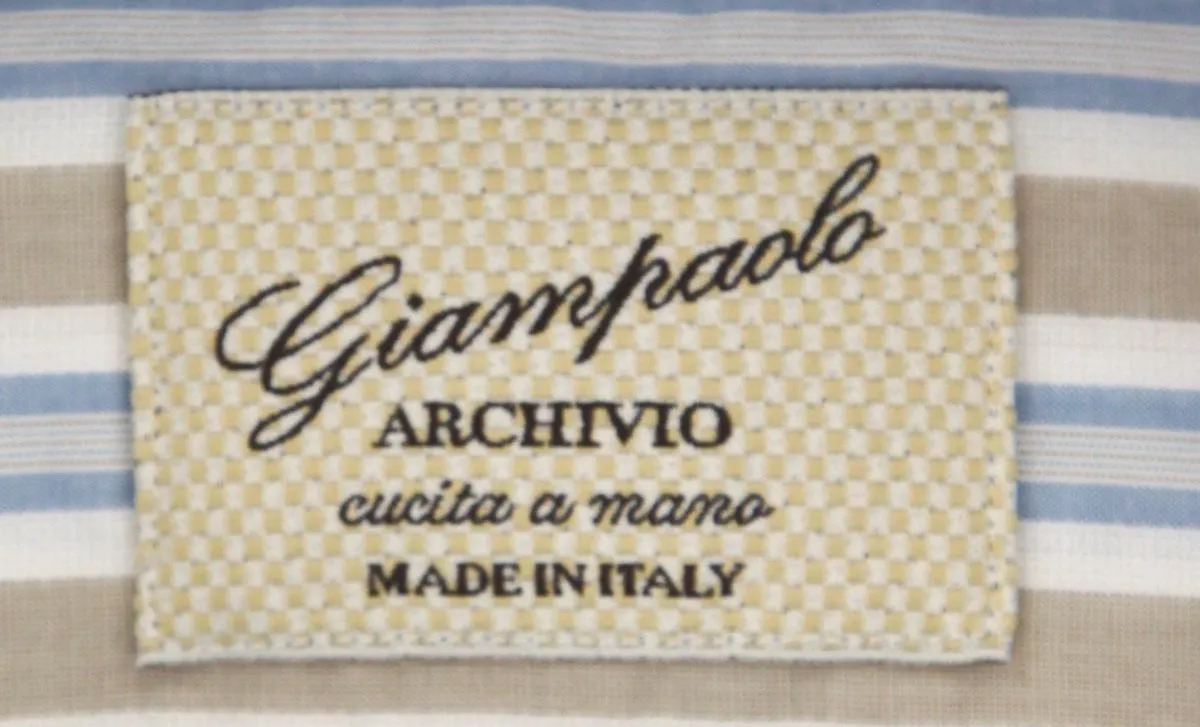 Giampaolo
ARCHIVIO
cucita a mano
MADE IN ITALY